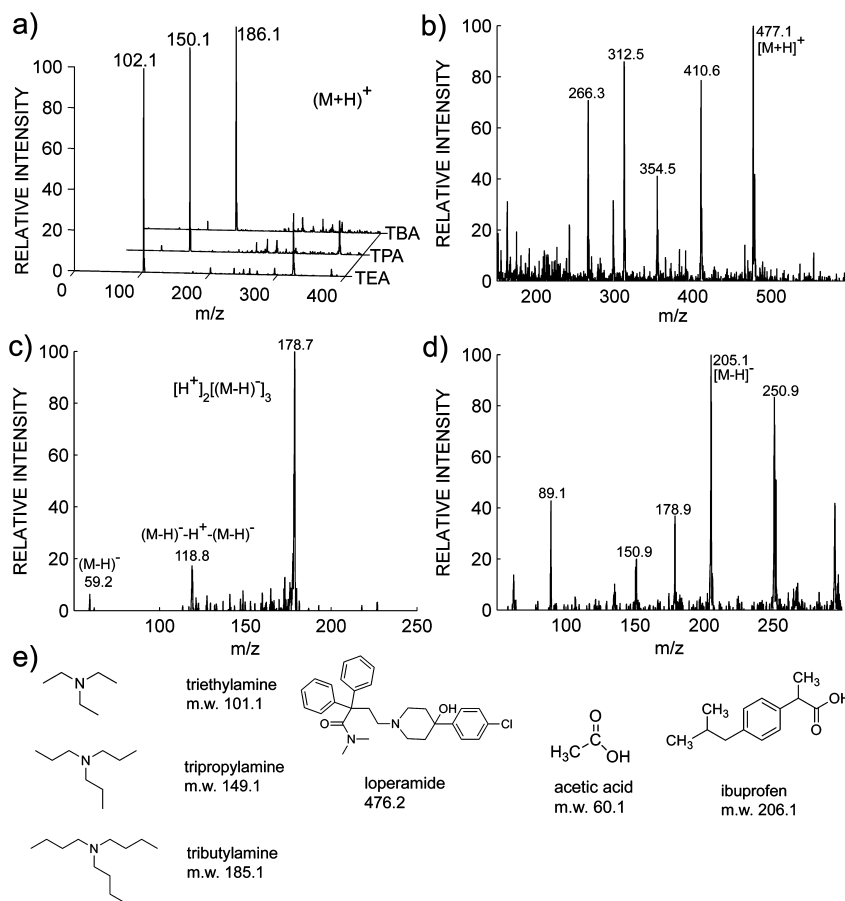 a)
RELATIVE INTENSITY
100
80
60
40
20
0
102.1
150.1
186.1
(M+H)+
TBA
TPA
TEA
0
100
200
300
400
m/z
b)
RELATIVE INTENSITY
100
80
60
40
20
0
266.3
312.5
354.5
410.6
477.1
[M+H]+
200
300
400
500
m/z
c)
RELATIVE INTENSITY
100
80
60
40
20
0
178.7
[H+]2[(M-H)-]3
(M-H)--H+-(M-H)-
118.8
(M-H)-
59.2
100
150
200
250
m/z
d)
RELATIVE INTENSITY
100
80
60
40
20
0
205.1
[M-H]-
250.9
89.1
178.9
150.9
50
100
150
200
250
m/z
e)
N
triethylamine
m.w. 101.1
N
tripropylamine
m.w. 149.1
N
tributylamine
m.w. 185.1
O
N
N
OH
Cl
loperamide
476.2
O
H3C
OH
acetic acid
m.w. 60.1
CH3
OH
O
H3C
CH3
ibuprofen
m.w. 206.1